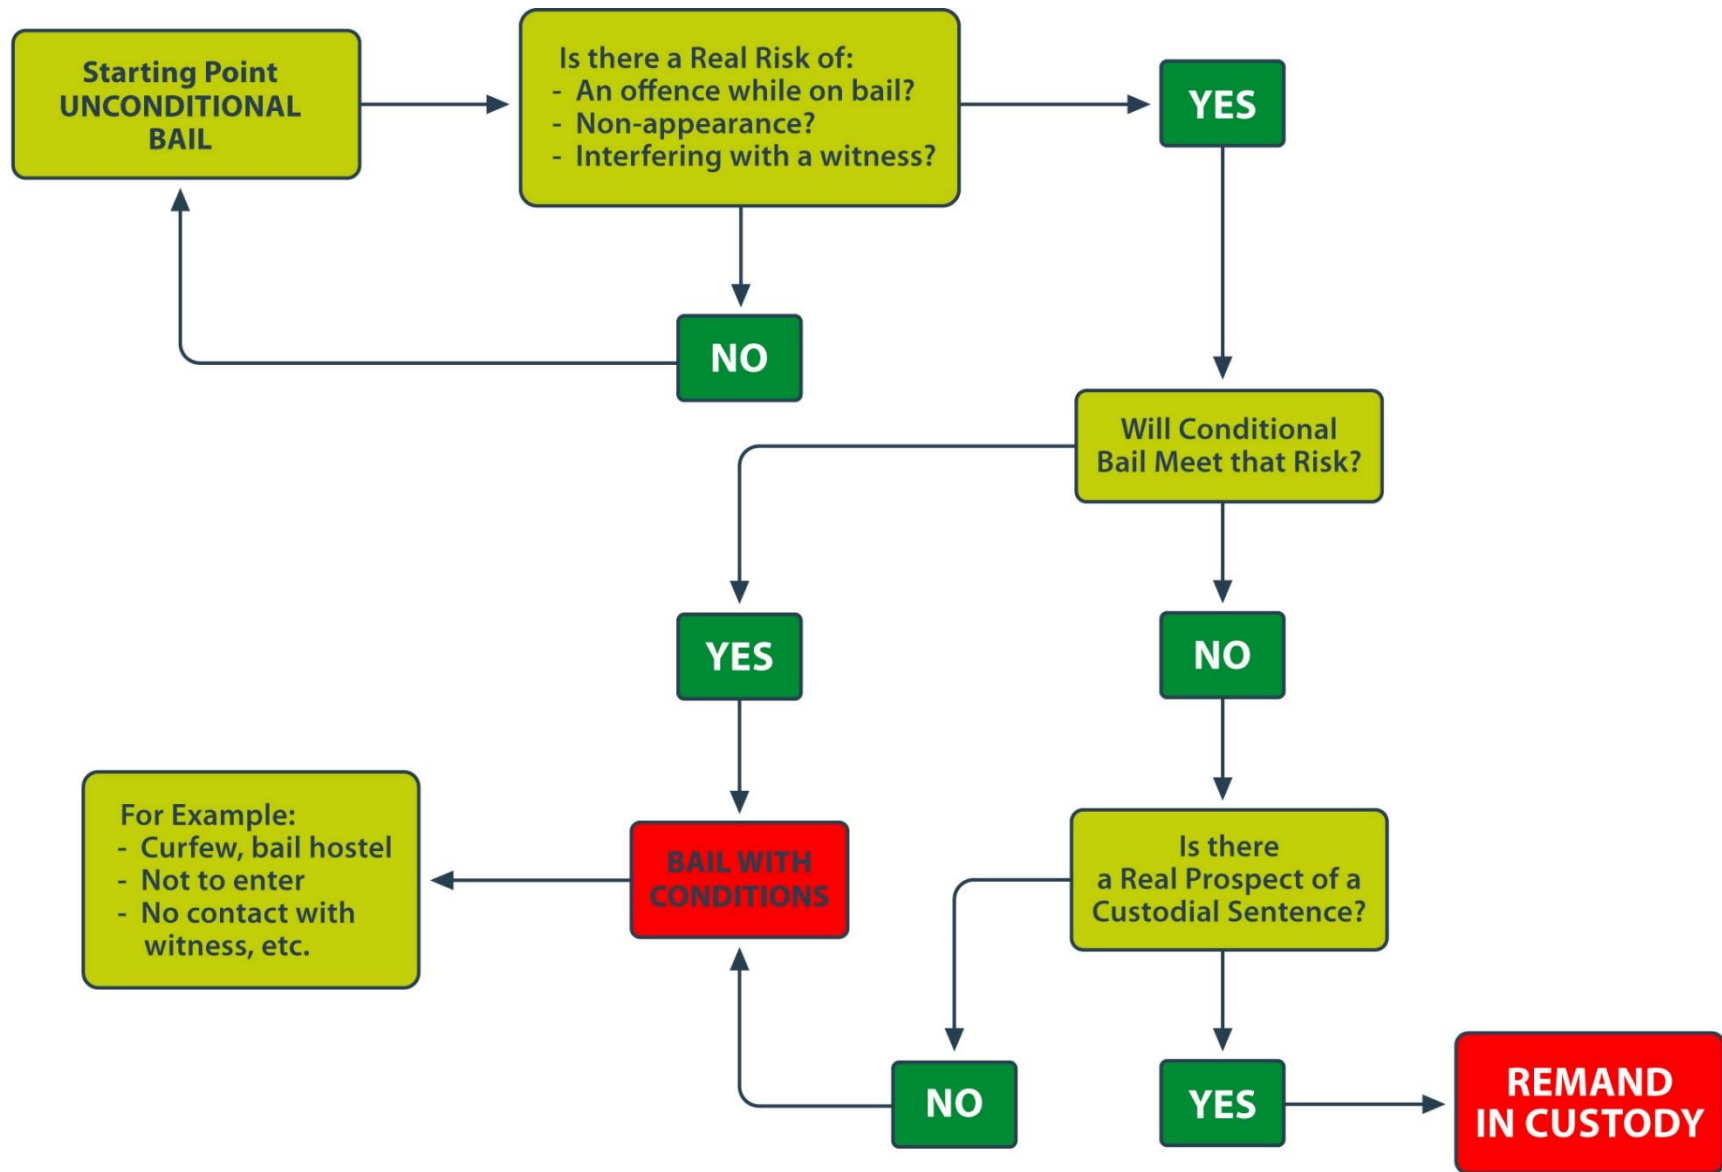 Starting Point
UNCONDITIONAL
BAIL
Is there a Real Risk of:
- An offence while on bail?
- Non-appearance?
- Interfering with a witness?
YES
NO
Will Conditional
Bail Meet that Risk?
YES
NO
For Example:
- Curfew, bail hostel
- Not to enter
- No contact with
witness, etc.
BAIL WITH
CONDITIONS
Is there
a Real Prospect of a
Custodial Sentence?
NO
YES
REMAND
IN CUSTODY